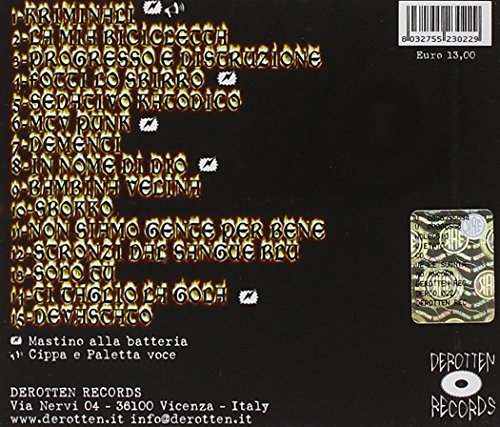 1-KRIMINALI
2-LA MIA BICICLETTA
3-PROGRESSO E DISTRUZIONE
4-FOTTI LO SBIRRO
5-SEDATIVO KATODICO
6-MTV PUNK
7-DEMENTI
8-IN NOME DI DIO
9-BAMBINA VELINA
10-SBOKKO
11-NON SIAMO GENTE PER BENE
12-STRONZI DAL SANGUE BLU
13-SOLO TU
14-TI TAGLIO LA GOLA
15-DEVASTATO
Mastino alla batteria
Cippa e Paletta voce
DEROTTEN RECORDS
Via Nervi 04 - 36100 Vicenza - Italy
www.derotten.it info@derotten.it
8 032755 230229
Euro 13,00
DEROTTEN REC
DEROTTEN REC
DEROTTEN
RECORDS